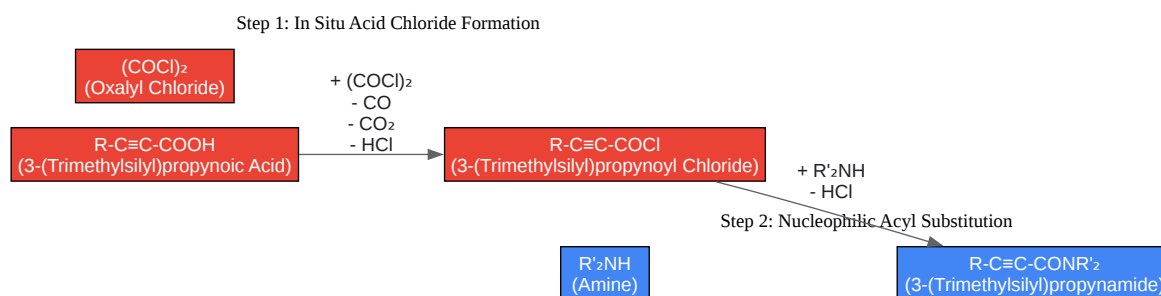 Step 1: In Situ Acid Chloride Formation
(COCl)₂
(Oxalyl Chloride)
+ (COCl)₂
- CO
- CO₂
- HCl
R-C≡C-COOH
(3-(Trimethylsilyl)propynoic Acid)
R-C≡C-COCl
(3-(Trimethylsilyl)propynoyl Chloride)
+ R'₂NH
- HCl
Step 2: Nucleophilic Acyl Substitution
R'₂NH
(Amine)
R-C≡C-CONR'₂
(3-(Trimethylsilyl)propynamide)